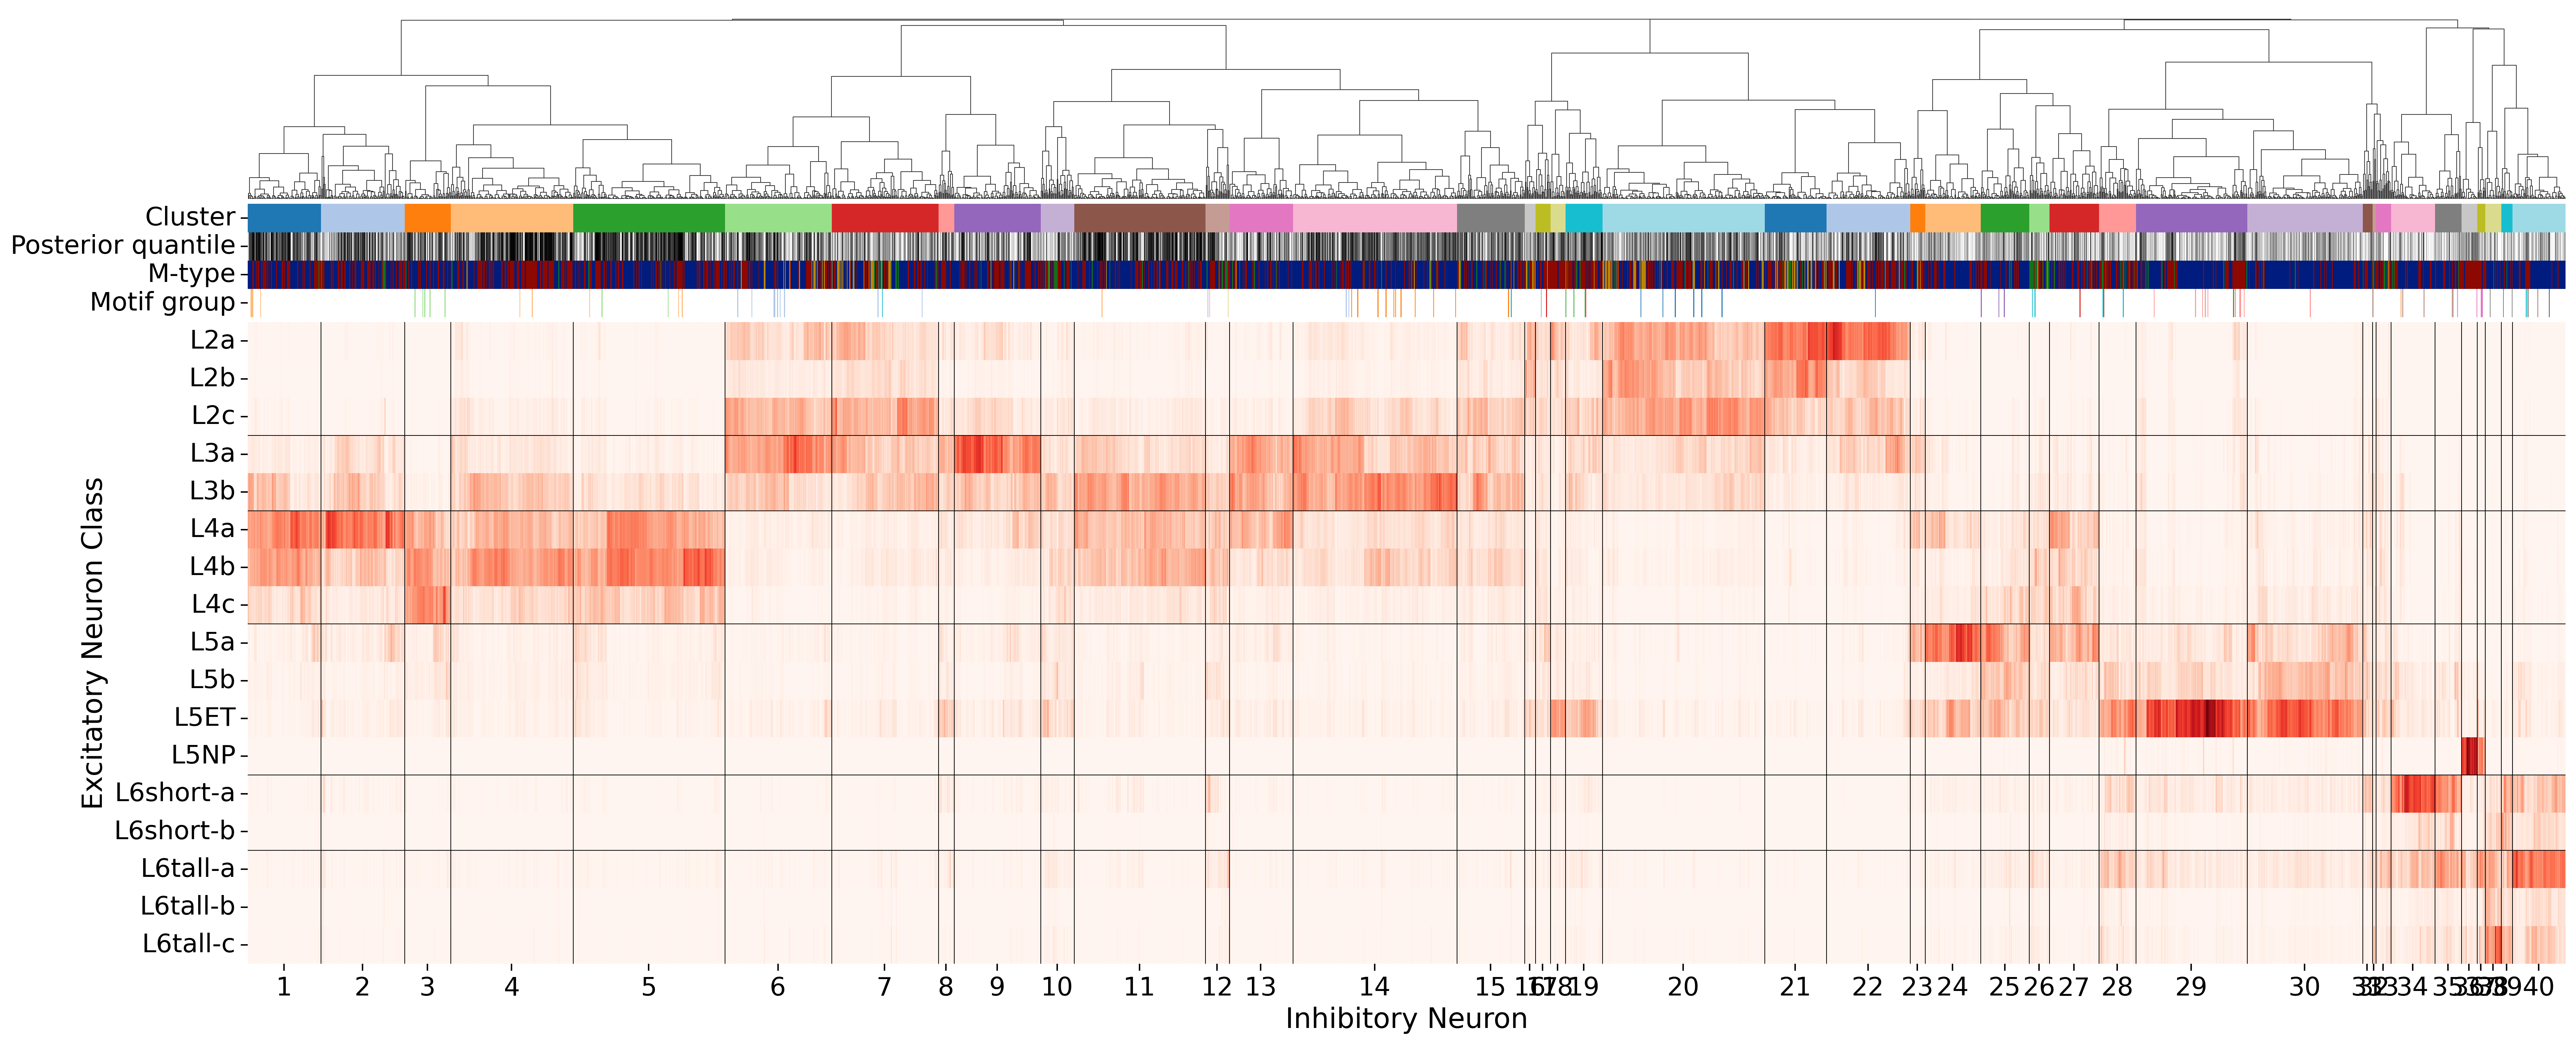 Cluster
Posterior quantile
M-type
Motif group
L2a
L2b
L2c
L3a
L3b
L4a
L4b
L4c
L5a
L5b
L5ET
L5NP
L6short-a
L6short-b
L6tall-a
L6tall-b
L6tall-c
Excitatory Neuron Class
1 2 3 4 5 6 7 8 9 10 11 12 13 14 15 16 17 18 19 20 21 22 23 24 25 26 27 28 29 30 31 32 33 34 35 36 37 38 39 40
Inhibitory Neuron